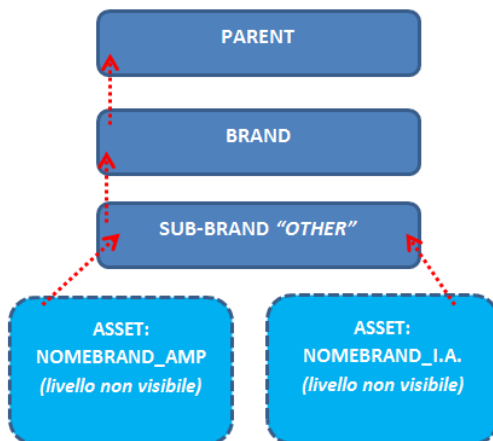 PARENT
BRAND
SUB-BRAND “OTHER”
ASSET:
NOMEBRAND_AMP
(livello non visibile)
ASSET:
NOMEBRAND_I.A.
(livello non visibile)